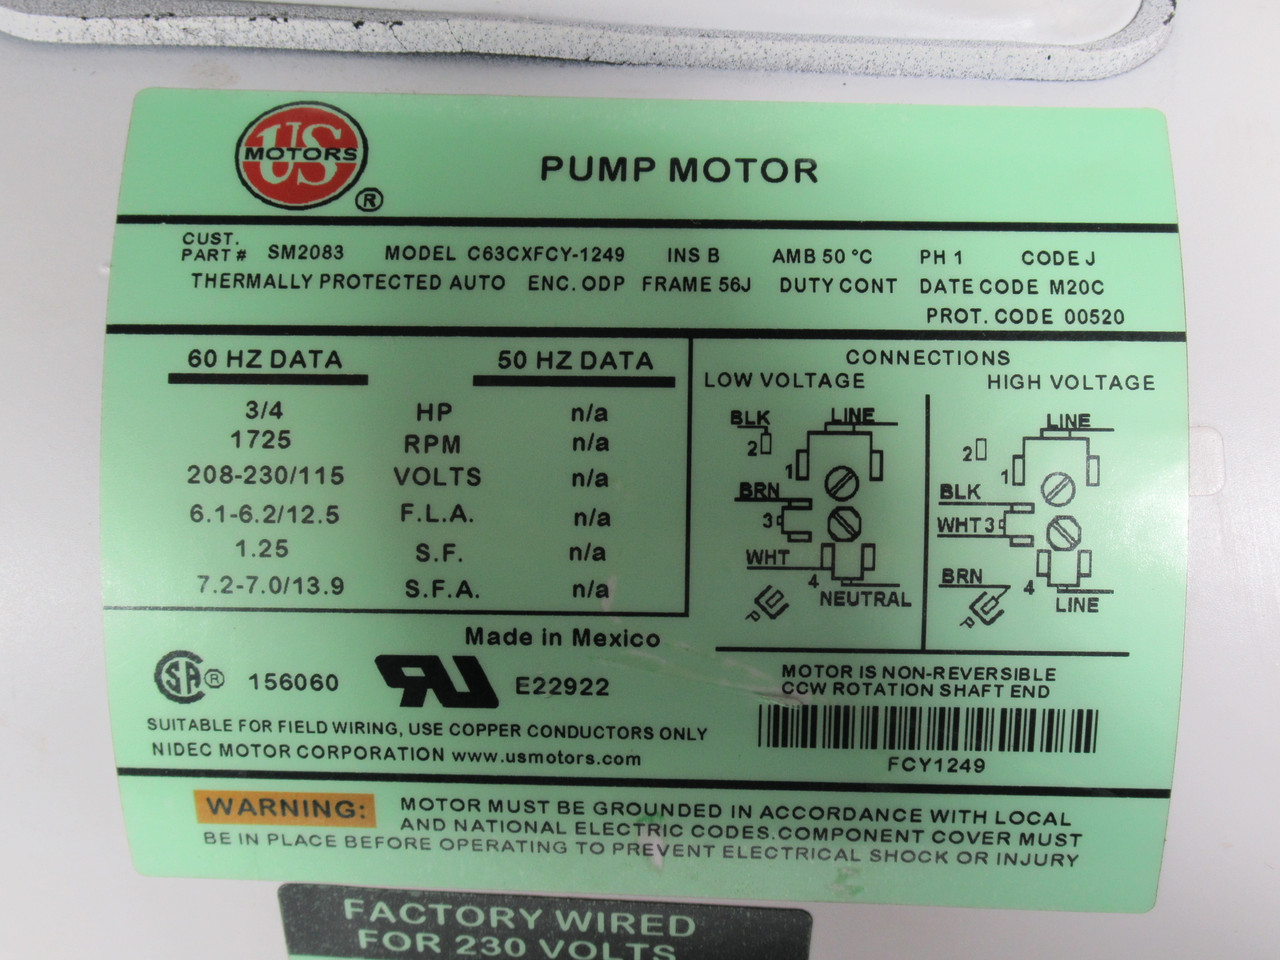 US
MOTORS
®
PUMP MOTOR
CUST.
PART # SM2083 MODEL C63CXFCY-1249 INS B AMB 50 °C PH 1 CODE J
THERMALLY PROTECTED AUTO ENC. ODP FRAME 56J DUTY CONT DATE CODE M20C
PROT. CODE 00520
60 HZ DATA 50 HZ DATA
3/4 HP n/a
1725 RPM n/a
208-230/115 VOLTS n/a
6.1-6.2/12.5 F.L.A. n/a
1.25 S.F. n/a
7.2-7.0/13.9 S.F.A. n/a
CONNECTIONS
LOW VOLTAGE
BLK LINE
2
1
BRN
3
WHT
4
NEUTRAL
P
HIGH VOLTAGE
LINE
2
1
BLK
WHT 3
BRN
4
LINE
P
Made in Mexico
SA ® 156060 RU E22922
SUITABLE FOR FIELD WIRING, USE COPPER CONDUCTORS ONLY
NIDEC MOTOR CORPORATION www.usmotors.com
MOTOR IS NON-REVERSIBLE
CCW ROTATION SHAFT END
FCY1249
WARNING: MOTOR MUST BE GROUNDED IN ACCORDANCE WITH LOCAL
AND NATIONAL ELECTRIC CODES.COMPONENT COVER MUST
BE IN PLACE BEFORE OPERATING TO PREVENT ELECTRICAL SHOCK OR INJURY
FACTORY WIRED
FOR 230 VOLTS